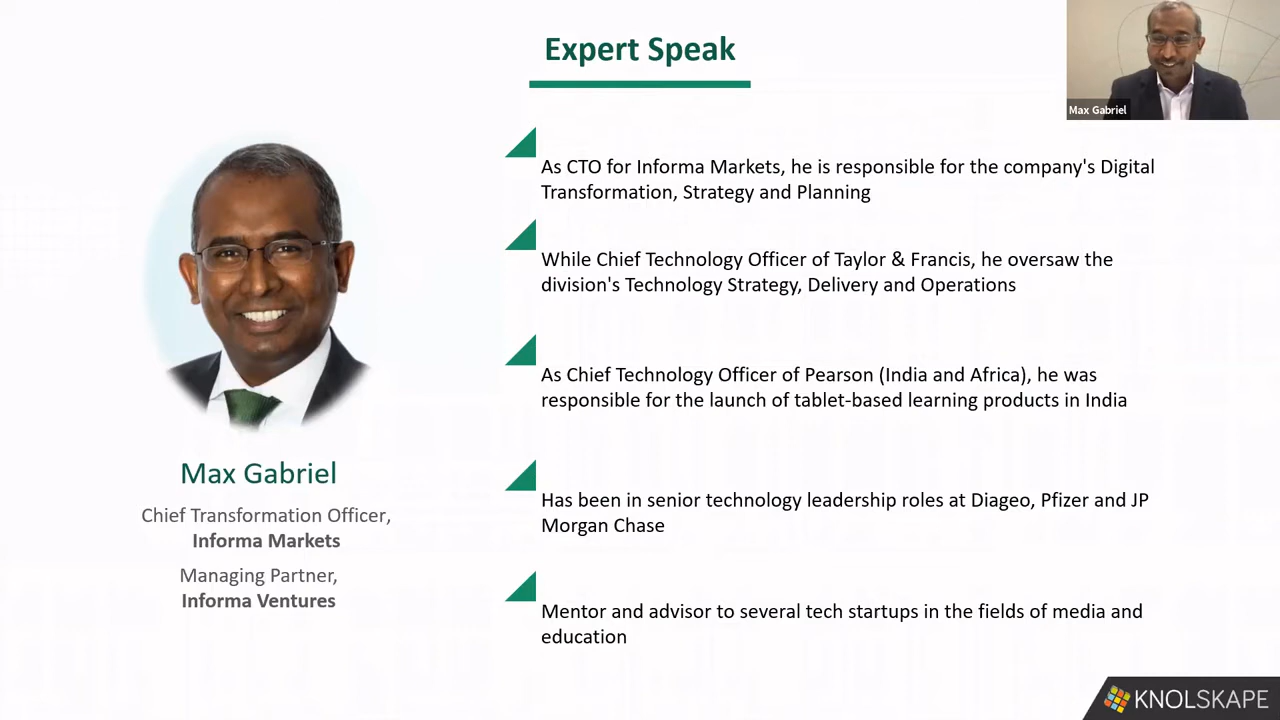 Expert Speak
Max Gabriel
As CTO for Informa Markets, he is responsible for the company's Digital
Transformation, Strategy and Planning
While Chief Technology Officer of Taylor & Francis, he oversaw the
division's Technology Strategy, Delivery and Operations
As Chief Technology Officer of Pearson (India and Africa), he was
responsible for the launch of tablet-based learning products in India
Has been in senior technology leadership roles at Diageo, Pfizer and JP
Morgan Chase
Mentor and advisor to several tech startups in the fields of media and
education
Max Gabriel
Chief Transformation Officer,
Informa Markets
Managing Partner,
Informa Ventures
KNOLSKAPE